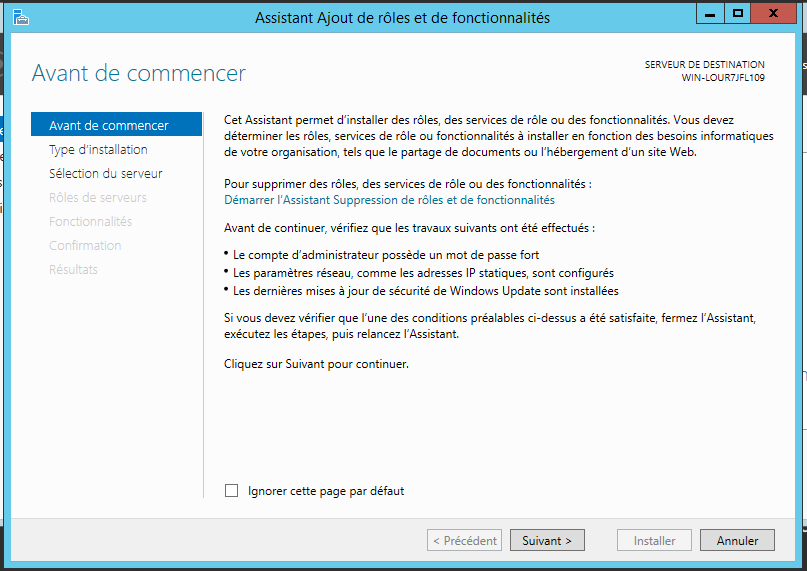 Assistant Ajout de rôles et de fonctionnalités
Avant de commencer
SERVEUR DE DESTINATION
WIN-LOUR7JFL109
Avant de commencer
Type d'installation
Sélection du serveur
Rôles de serveurs
Fonctionnalités
Confirmation
Résultats
Cet Assistant permet d'installer des rôles, des services de rôle ou des fonctionnalités. Vous devez
déterminer les rôles, services de rôle ou fonctionnalités à installer en fonction des besoins informatiques
de votre organisation, tels que le partage de documents ou l'hébergement d'un site Web.
Pour supprimer des rôles, des services de rôle ou des fonctionnalités :
Démarrer l'Assistant Suppression de rôles et de fonctionnalités
Avant de continuer, vérifiez que les travaux suivants ont été effectués :
• Le compte d'administrateur possède un mot de passe fort
• Les paramètres réseau, comme les adresses IP statiques, sont configurés
• Les dernières mises à jour de sécurité de Windows Update sont installées
Si vous devez vérifier que l'une des conditions préalables ci-dessus a été satisfaite, fermez l'Assistant,
exécutez les étapes, puis relancez l'Assistant.
Cliquez sur Suivant pour continuer.
Ignorer cette page par défaut
< Précédent
Suivant >
Installer
Annuler